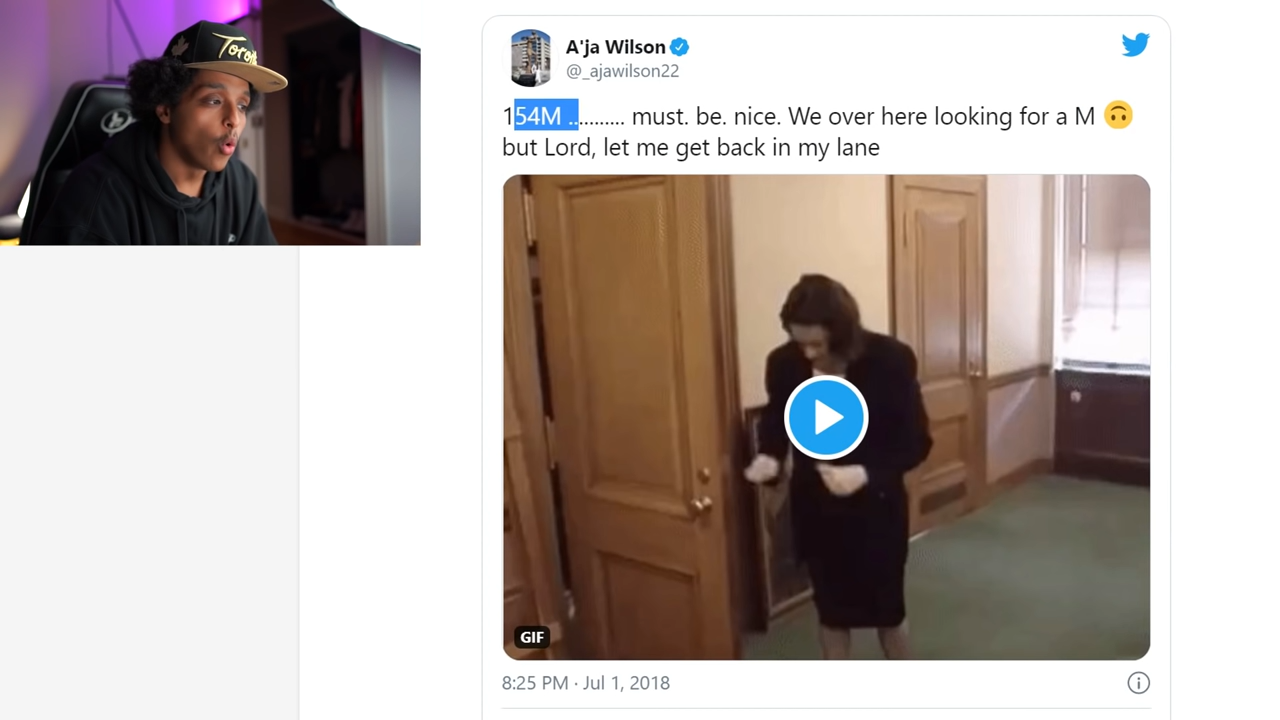 Toron
A'ja Wilson
@_ajawilson22
154M ........... must. be. nice. We over here looking for a M 🙃
but Lord, let me get back in my lane
GIF
8:25 PM · Jul 1, 2018